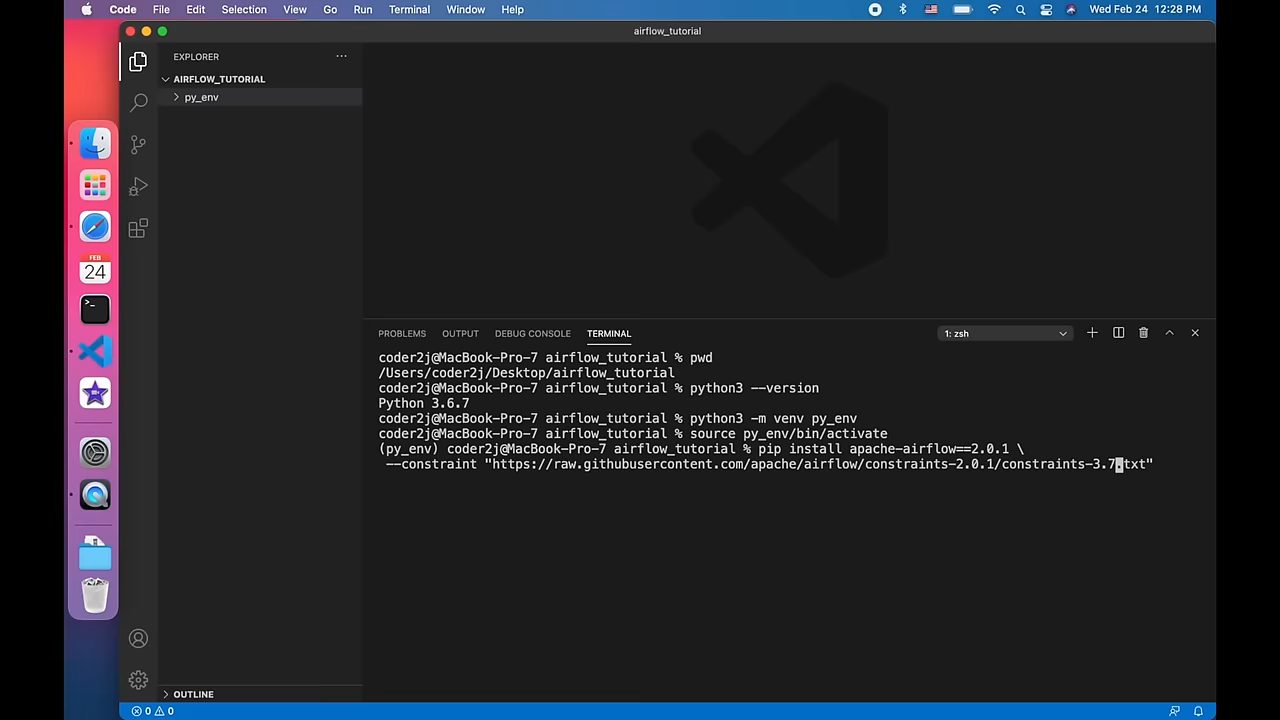 Code File Edit Selection View Go Run Terminal Window Help Wed Feb 24 12:28 PM
airflow_tutorial
EXPLORER ...
AIRFLOW_TUTORIAL
py_env
FEB
24
PROBLEMS OUTPUT DEBUG CONSOLE TERMINAL 1: zsh
coder2j@MacBook-Pro-7 airflow_tutorial % pwd
/Users/coder2j/Desktop/airflow_tutorial
coder2j@MacBook-Pro-7 airflow_tutorial % python3 --version
Python 3.6.7
coder2j@MacBook-Pro-7 airflow_tutorial % python3 -m venv py_env
coder2j@MacBook-Pro-7 airflow_tutorial % source py_env/bin/activate
(py_env) coder2j@MacBook-Pro-7 airflow_tutorial % pip install apache-airflow==2.0.1 \
--constraint "https://raw.githubusercontent.com/apache/airflow/constraints-2.0.1/constraints-3.7.txt"
OUTLINE
0 0